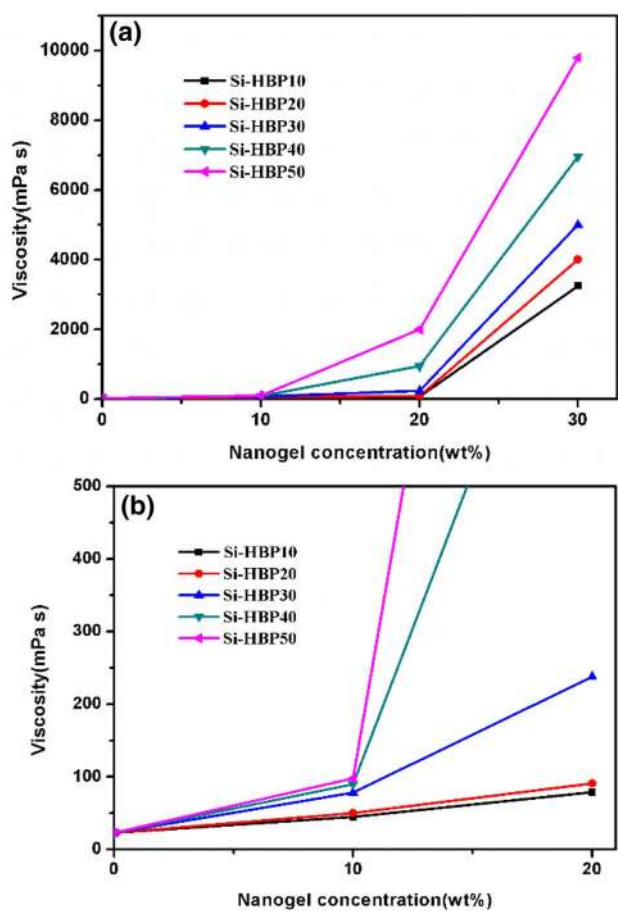 (a)
10000
8000
6000
4000
2000
0
Viscosity(mPa s)
Si-HBP10
Si-HBP20
Si-HBP30
Si-HBP40
Si-HBP50
0 10 20 30
Nanogel concentration(wt%)
(b)
500
400
300
200
100
0
Viscosity(mPa s)
Si-HBP10
Si-HBP20
Si-HBP30
Si-HBP40
Si-HBP50
0 10 20
Nanogel concentration(wt%)